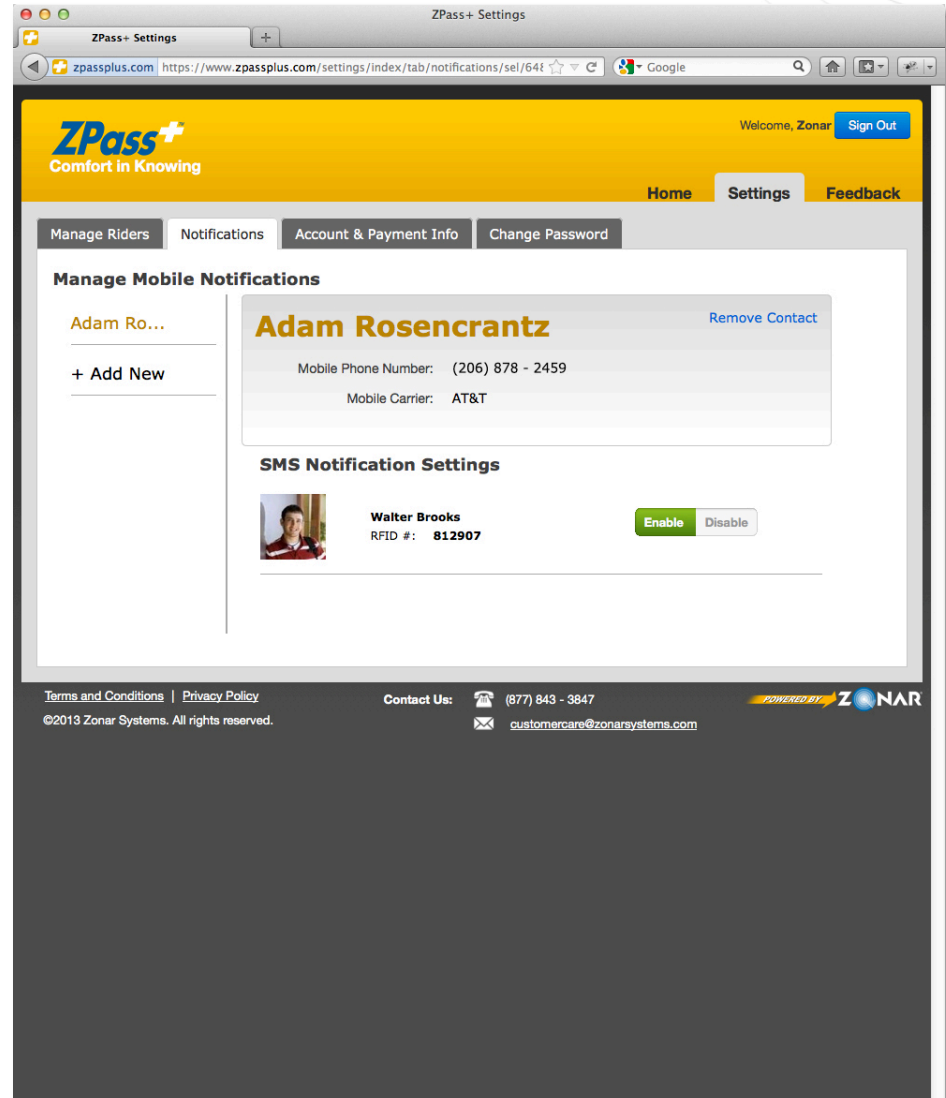 ZPass+ Settings
ZPass+ Settings
zpassplus.com https://www.zpassplus.com/settings/index/tab/notifications/sel/648 Google
ZPass+
Comfort in Knowing
Welcome, Zonar Sign Out
Home Settings Feedback
Manage Riders Notifications Account & Payment Info Change Password
Manage Mobile Notifications
Adam Ro...
+ Add New
Adam Rosencrantz Remove Contact
Mobile Phone Number: (206) 878 - 2459
Mobile Carrier: AT&T
SMS Notification Settings
Walter Brooks
RFID #: 812907
Enable Disable
Terms and Conditions | Privacy Policy
©2013 Zonar Systems. All rights reserved.
Contact Us: (877) 843 - 3847
customercare@zonarsystems.com
POWERED BY ZONAR